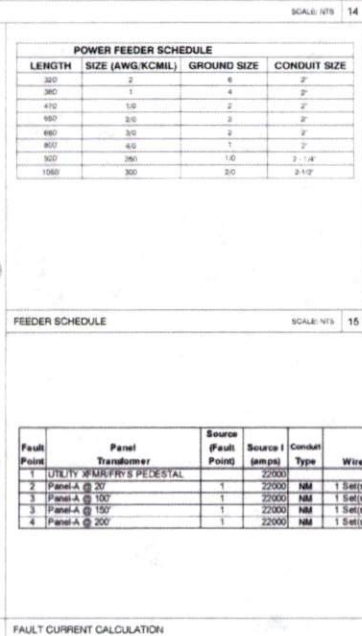 SCALE: NTS 14
POWER FEEDER SCHEDULE
LENGTH SIZE (AWG/KCMIL) GROUND SIZE CONDUIT SIZE
320' 2 6 2"
380' 1 4 2"
470' 1/0 2 2"
550' 2/0 2 2"
680' 3/0 2 2"
800' 4/0 1 2"
920' 250 1/0 2-1/4"
1050' 300 2/0 2-1/2"
FEEDER SCHEDULE SCALE: NTS 15
Fault Point Panel Transformer Source (Fault Point) Source I (amps) Conduit Type Wire
1 UTILITY XFMR/FRYS PEDESTAL 22000
2 Panel-A @ 20' 1 22000 NM 1 Set(
3 Panel-A @ 100' 1 22000 NM 1 Set(
3 Panel-A @ 150' 1 22000 NM 1 Set(
4 Panel-A @ 200' 1 22000 NM 1 Set(
FAULT CURRENT CALCULATION